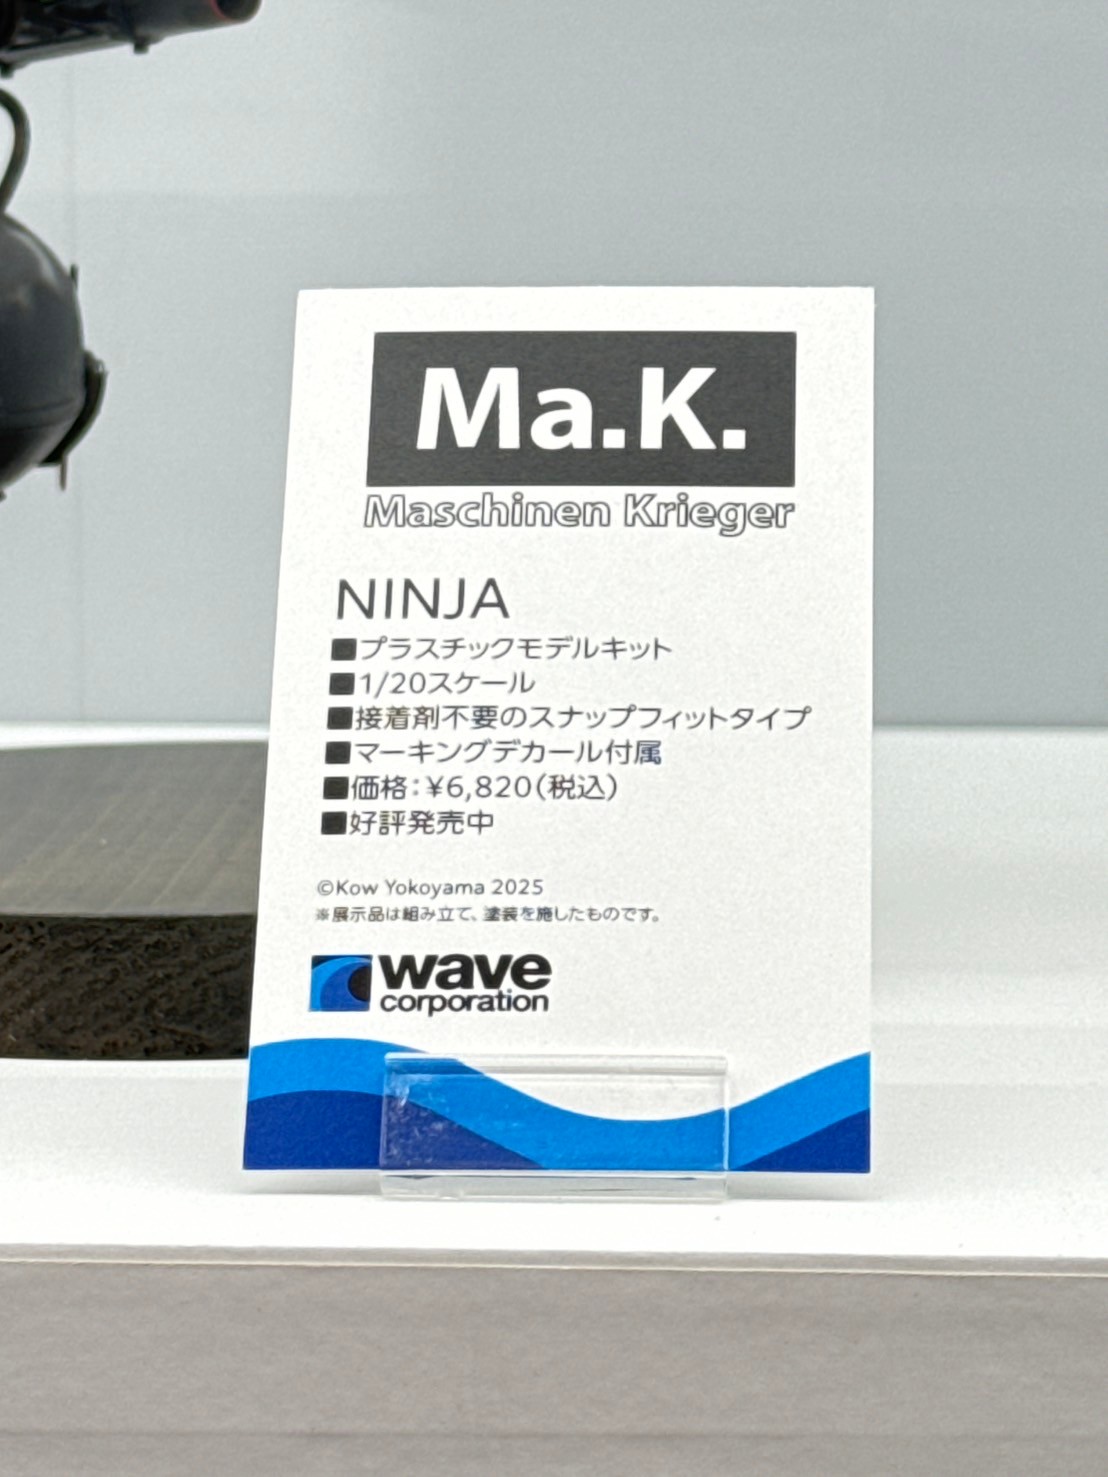 Ma.K.
Maschinen Krieger
NINJA
■プラスチックモデルキット
■1/20スケール
■接着剤不要のスナップフィットタイプ
■マーキングデカール付属
■価格:¥6,820(税込)
■好評発売中
©Kow Yokoyama 2025
※展示品は組み立て、塗装を施したものです。
wave
corporation